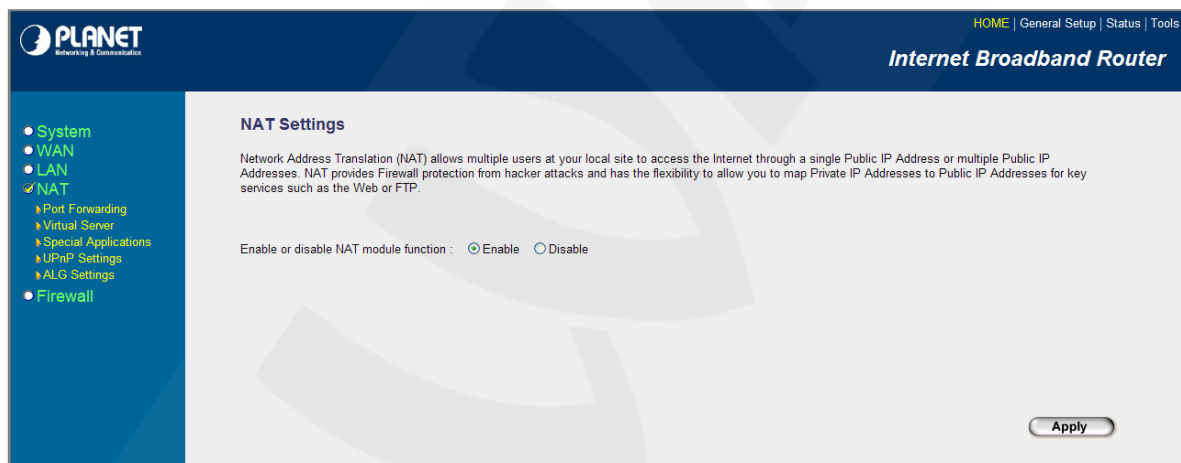 PLANET
Networking & Communication
HOME | General Setup | Status | Tools
Internet Broadband Router
System
WAN
LAN
NAT
Port Forwarding
Virtual Server
Special Applications
UPnP Settings
ALG Settings
Firewall
NAT Settings
Network Address Translation (NAT) allows multiple users at your local site to access the Internet through a single Public IP Address or multiple Public IP
Addresses. NAT provides Firewall protection from hacker attacks and has the flexibility to allow you to map Private IP Addresses to Public IP Addresses for key
services such as the Web or FTP.
Enable or disable NAT module function : Enable Disable
Apply